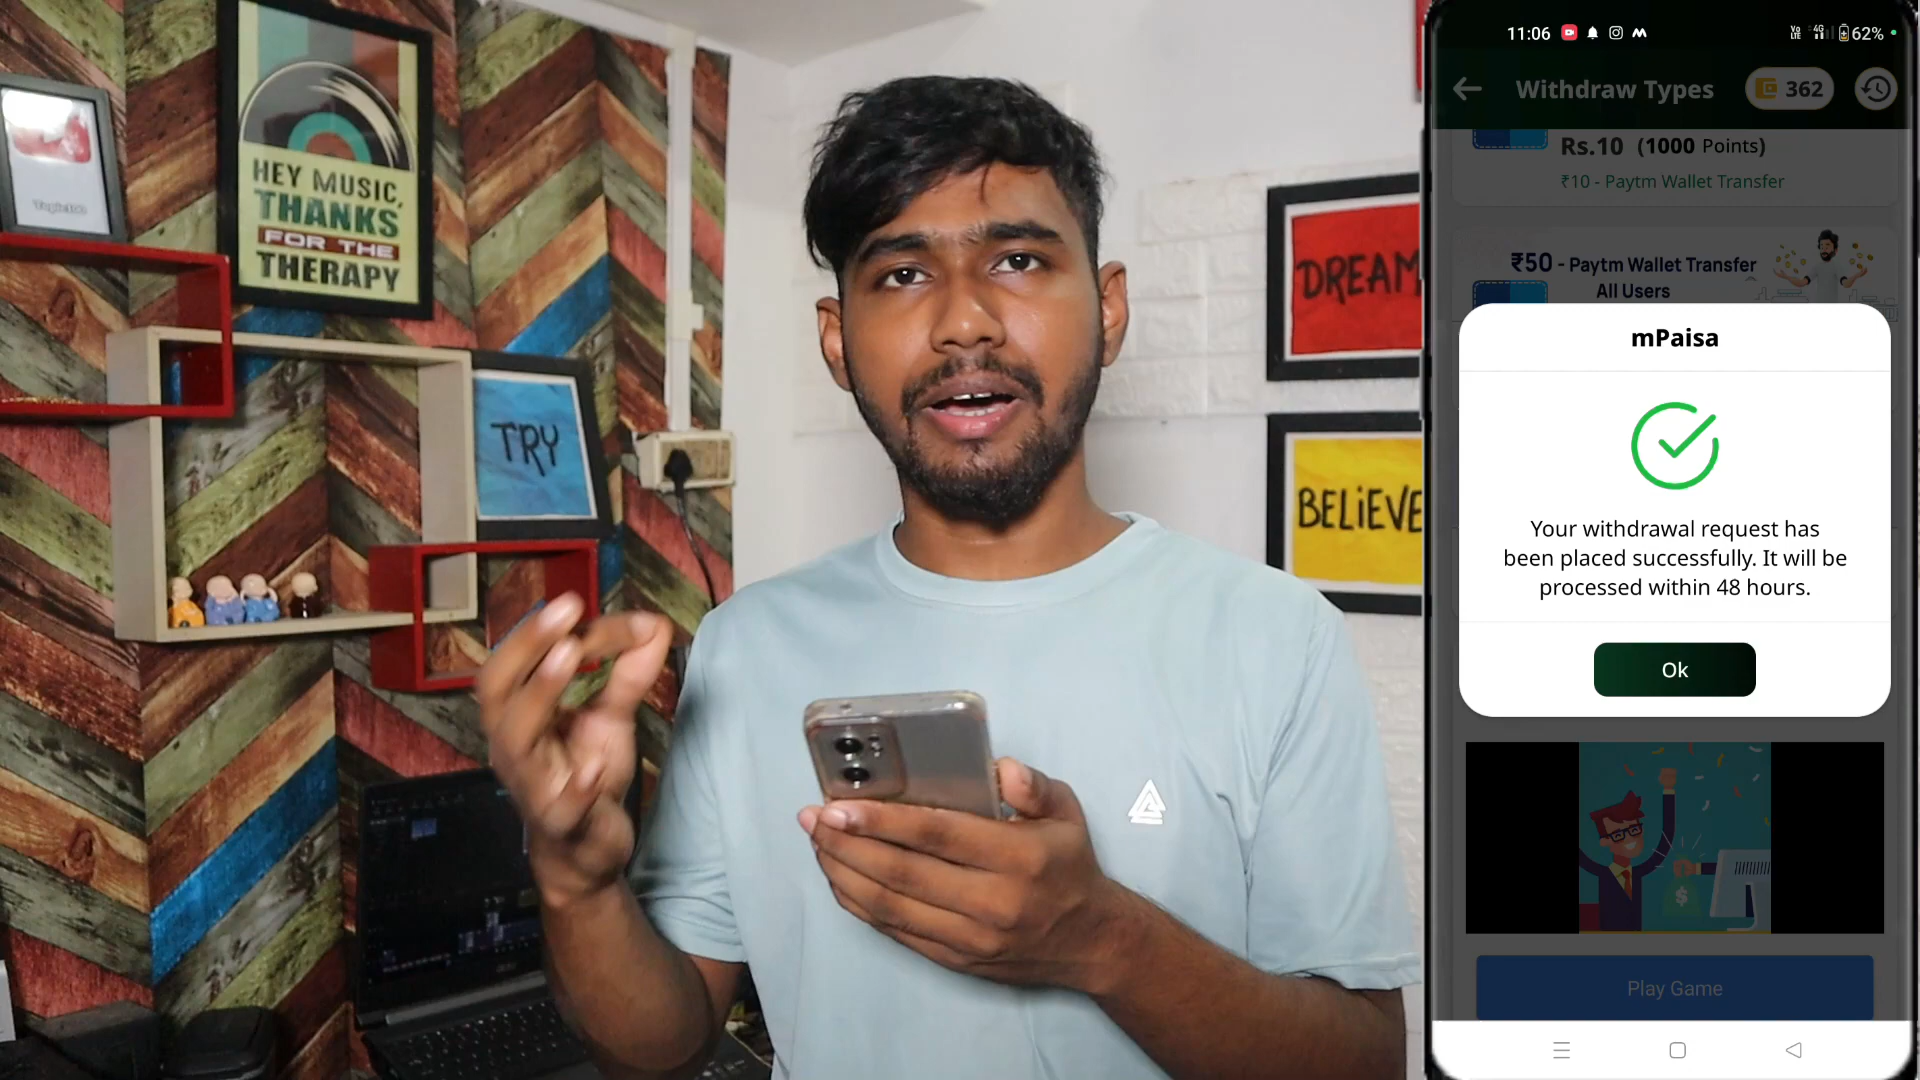 HEY MUSIC,
THANKS
FOR THE
THERAPY
TRY
DREAM
BELiEVE
11:06
4G
62%
Withdraw Types
362
Rs.10 (1000 Points)
₹10 - Paytm Wallet Transfer
₹50 - Paytm Wallet Transfer
All Users
mPaisa
Your withdrawal request has
been placed successfully. It will be
processed within 48 hours.
Ok
$
Play Game